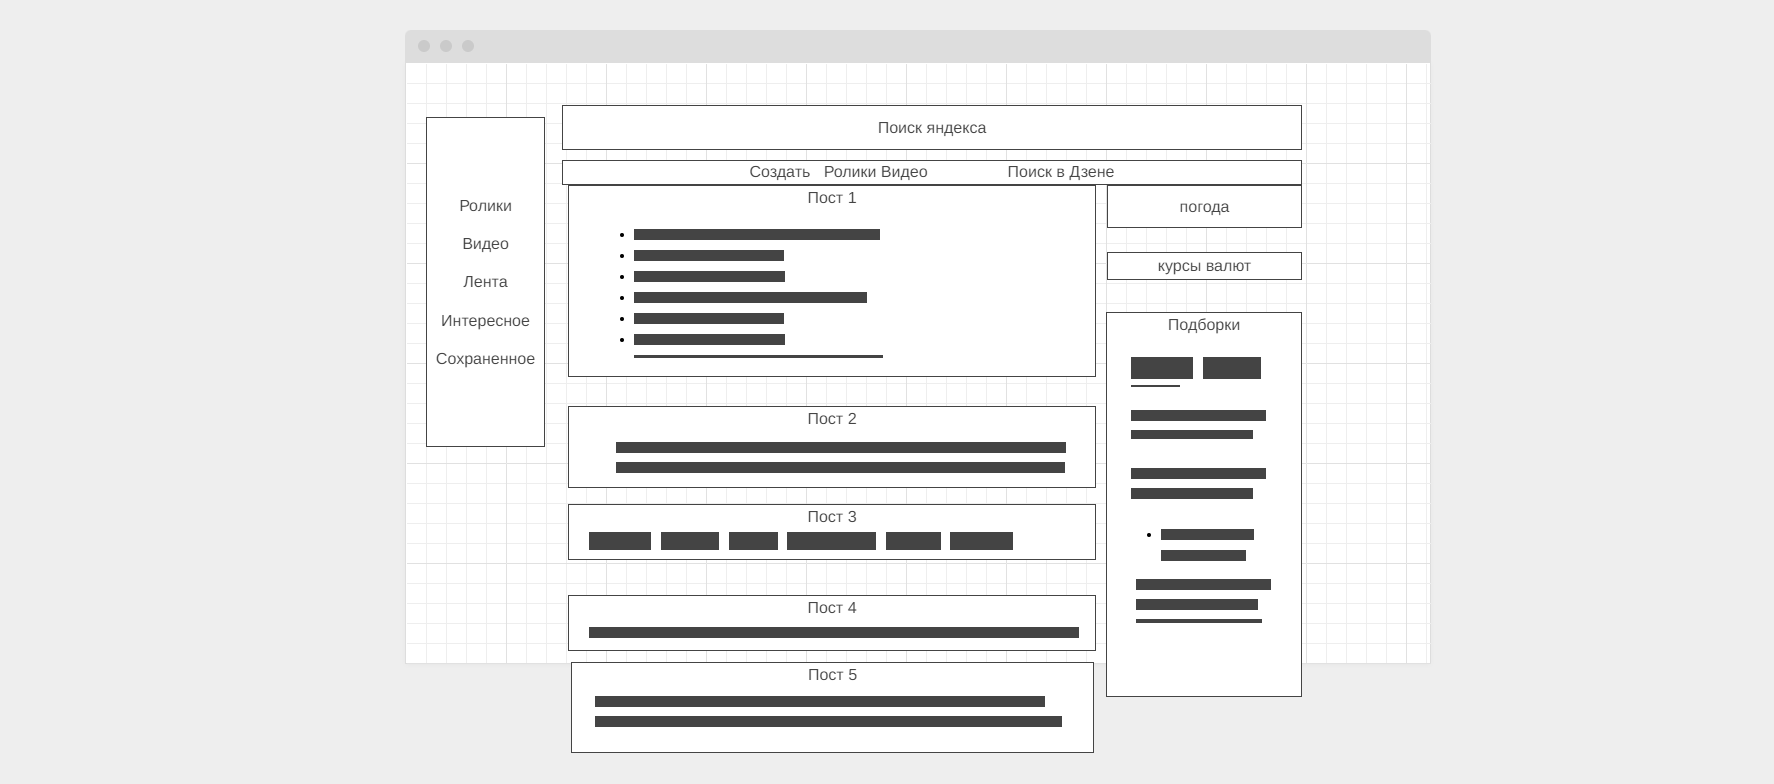 Поиск яндекса
Создать Ролики Видео Поиск в Дзене
Ролики
Видео
Лента
Интересное
Сохраненное
Пост 1
Пост 2
Пост 3
Пост 4
Пост 5
погода
курсы валют
Подборки